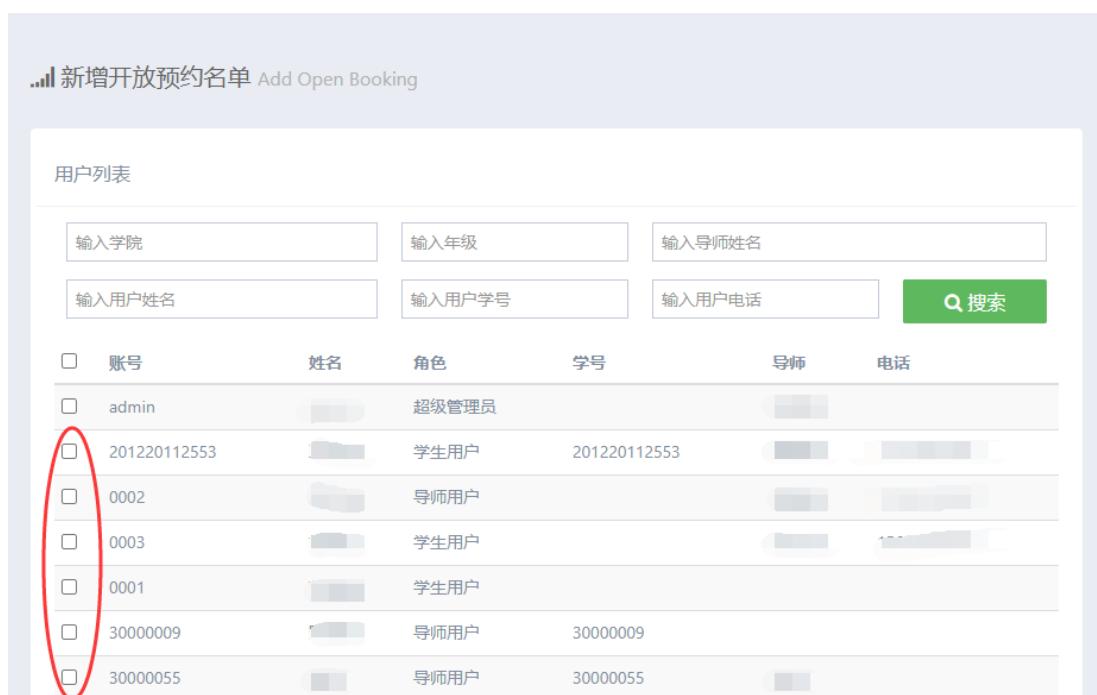 新增开放预约名单 Add Open Booking
用户列表
输入学院 输入年级 输入导师姓名
输入用户姓名 输入用户学号 输入用户电话 搜索
账号 姓名 角色 学号 导师 电话
admin 超级管理员
201220112553 学生用户 201220112553
0002 导师用户
0003 学生用户
0001 学生用户
30000009 导师用户 30000009
30000055 导师用户 30000055